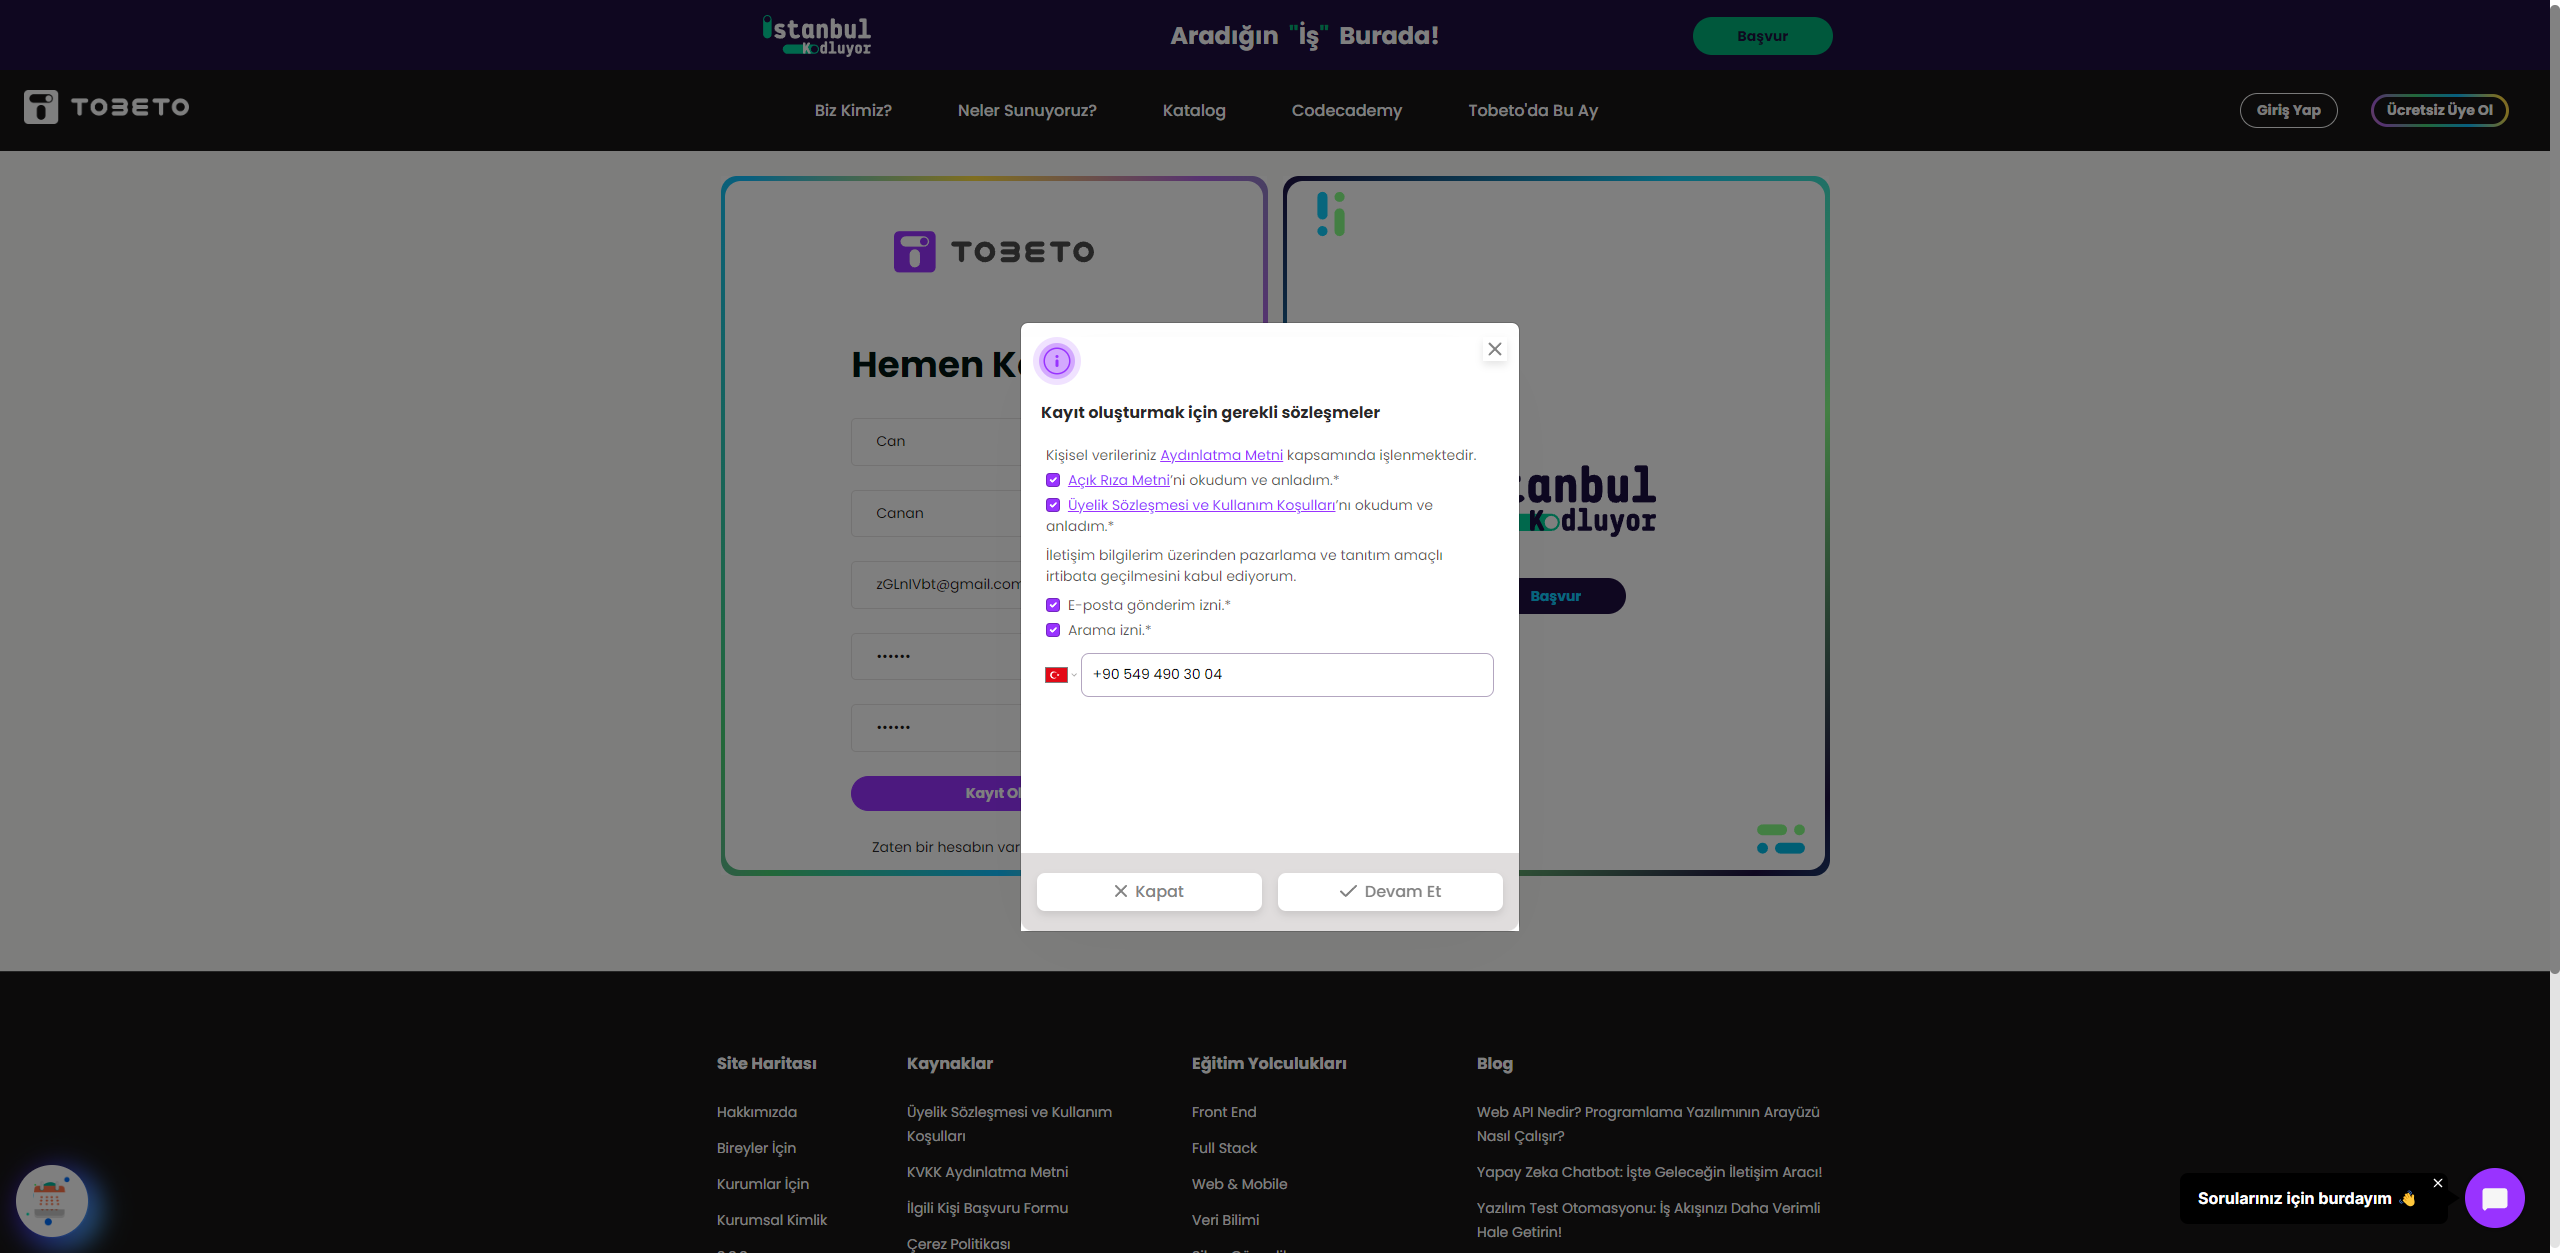 istanbul
Kodluyor
Aradığın "İş" Burada!
Başvur
TOBETO
Biz Kimiz?
Neler Sunuyoruz?
Katalog
Codecademy
Tobeto'da Bu Ay
Giriş Yap
Ücretsiz Üye Ol
TOBETO
Hemen K
Can
Canan
zGLnIVbt@gmail.com
••••••
••••••
Kayıt Ol
Zaten bir hesabın var
tanbul
Kodluyor
Başvur
Kayıt oluşturmak için gerekli sözleşmeler
Kişisel verileriniz Aydınlatma Metni kapsamında işlenmektedir.
Açık Rıza Metni'ni okudum ve anladım.*
Üyelik Sözleşmesi ve Kullanım Koşulları'nı okudum ve
anladım.*
İletişim bilgilerim üzerinden pazarlama ve tanıtım amaçlı
irtibata geçilmesini kabul ediyorum.
E-posta gönderim izni.*
Arama izni.*
+90 549 490 30 04
Kapat
Devam Et
Site Haritası
Hakkımızda
Bireyler İçin
Kurumlar İçin
Kurumsal Kimlik
Kaynaklar
Üyelik Sözleşmesi ve Kullanım
Koşulları
KVKK Aydınlatma Metni
İlgili Kişi Başvuru Formu
Çerez Politikası
Eğitim Yolculukları
Front End
Full Stack
Web & Mobile
Veri Bilimi
Blog
Web API Nedir? Programlama Yazılımının Arayüzü
Nasıl Çalışır?
Yapay Zeka Chatbot: İşte Geleceğin İletişim Aracı!
Yazılım Test Otomasyonu: İş Akışınızı Daha Verimli
Hale Getirin!
Sorularınız için burdayım 👋